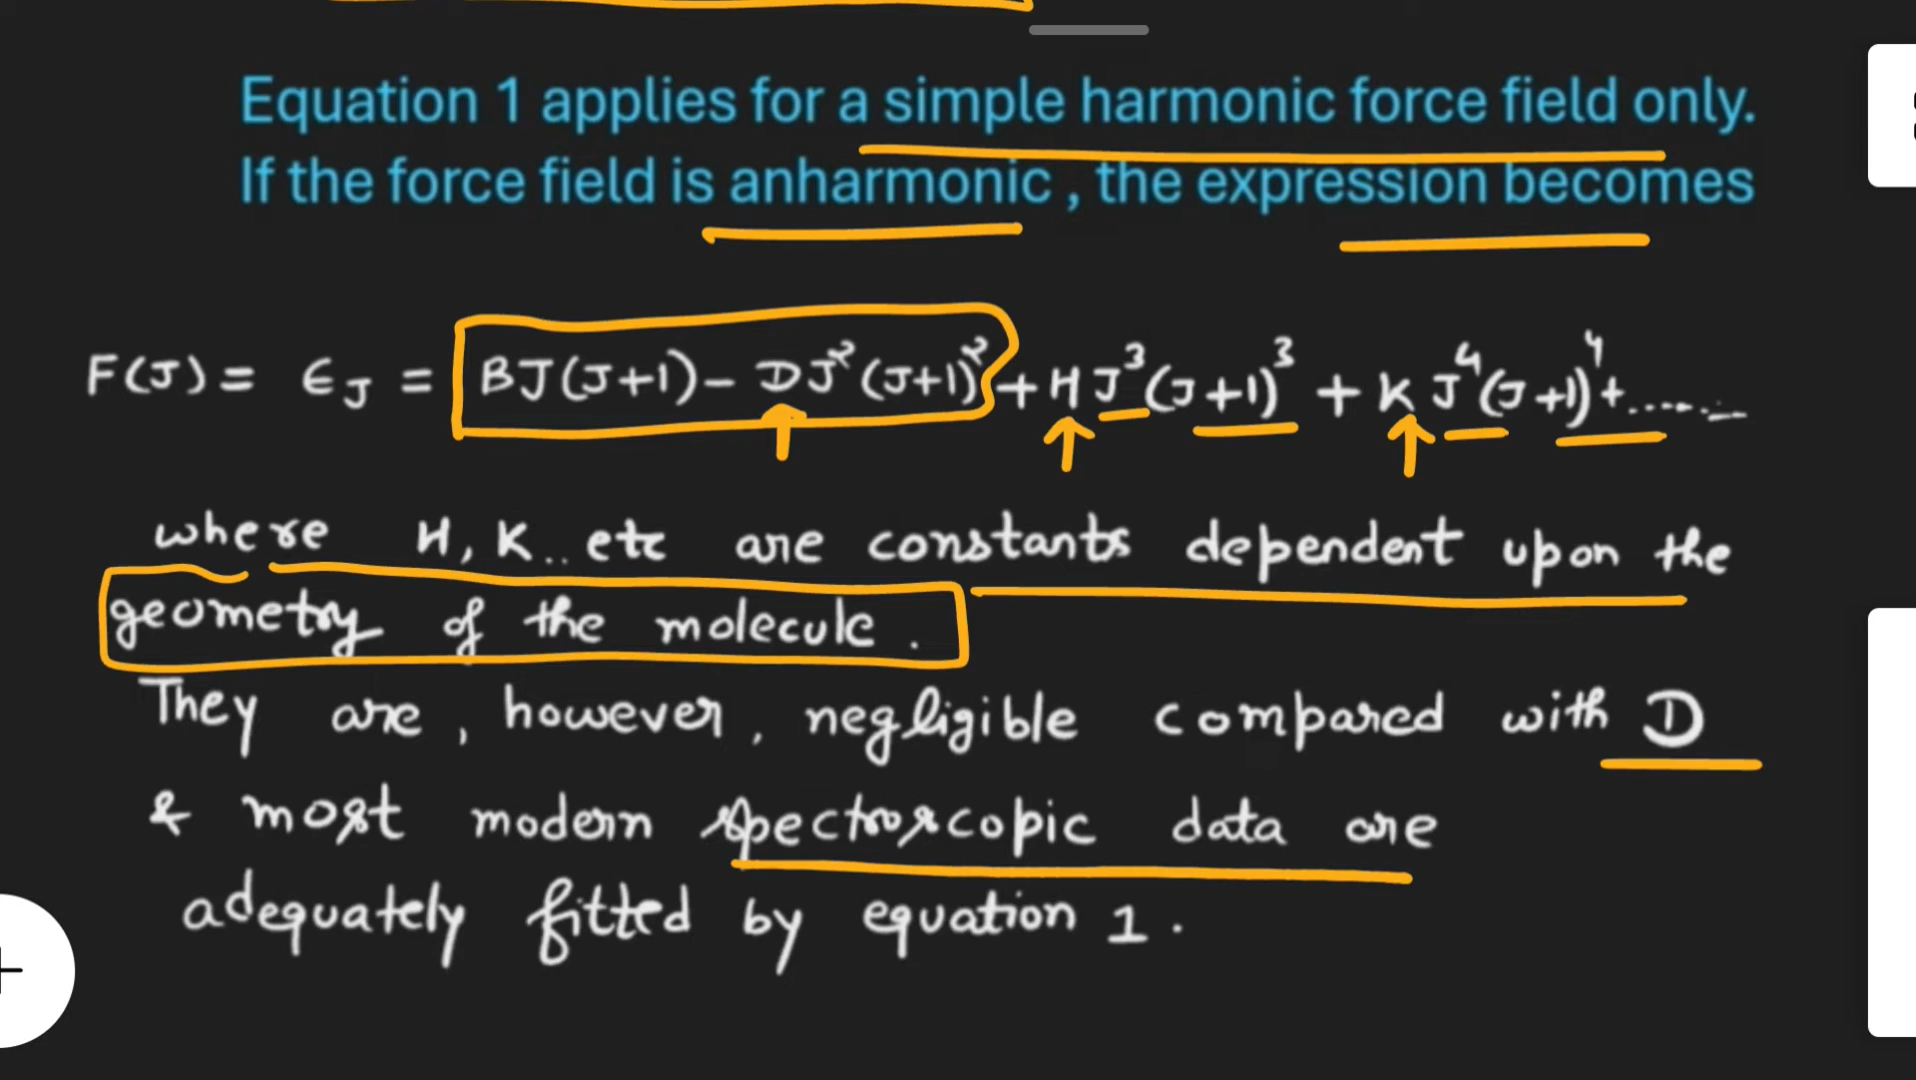 Equation 1 applies for a simple harmonic force field only.
If the force field is anharmonic , the expression becomes
F(J) = ϵ_J = BJ(J+1) – DJ²(J+1)² + HJ³(J+1)³ + KJ⁴(J+1)⁴+.........
where H, K.. etc are constants dependent upon the
geometry of the molecule .
They are , however , negligible compared with D
& most modern spectroscopic data are
adequately fitted by equation 1 .